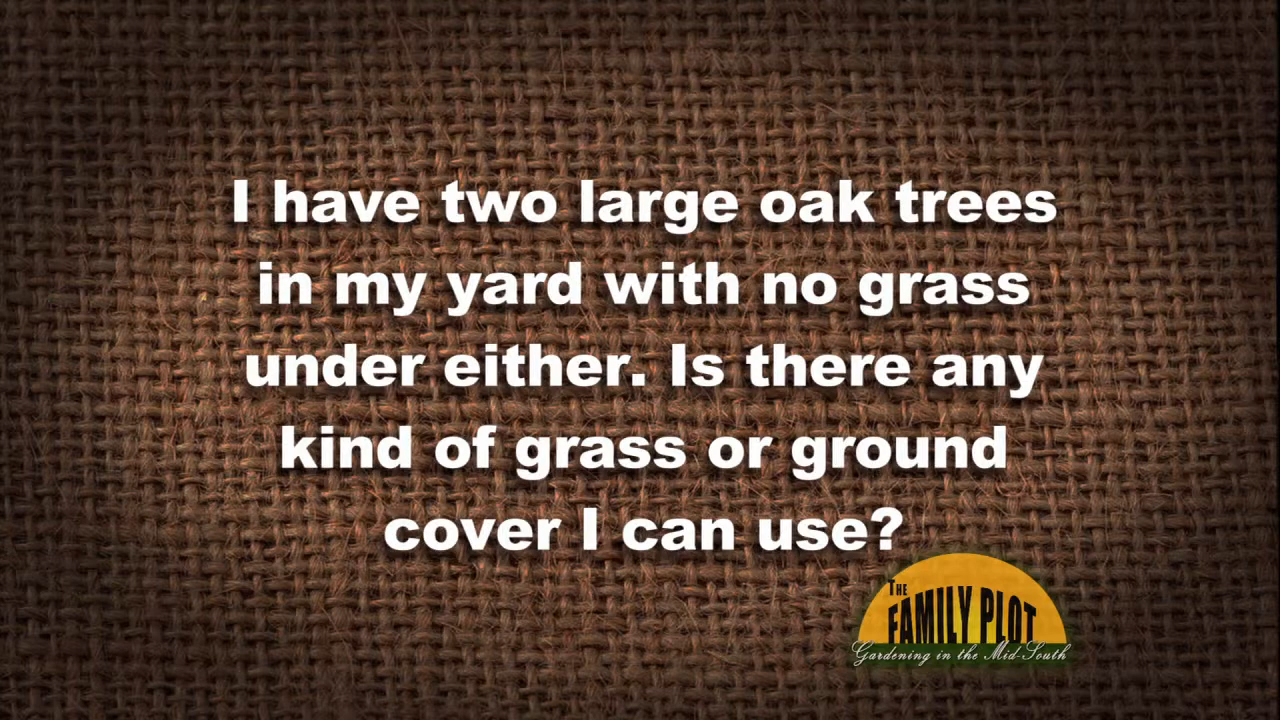 I have two large oak trees
in my yard with no grass
under either. Is there any
kind of grass or ground
cover I can use?
THE
FAMILY PLOT
Gardening in the Mid-South